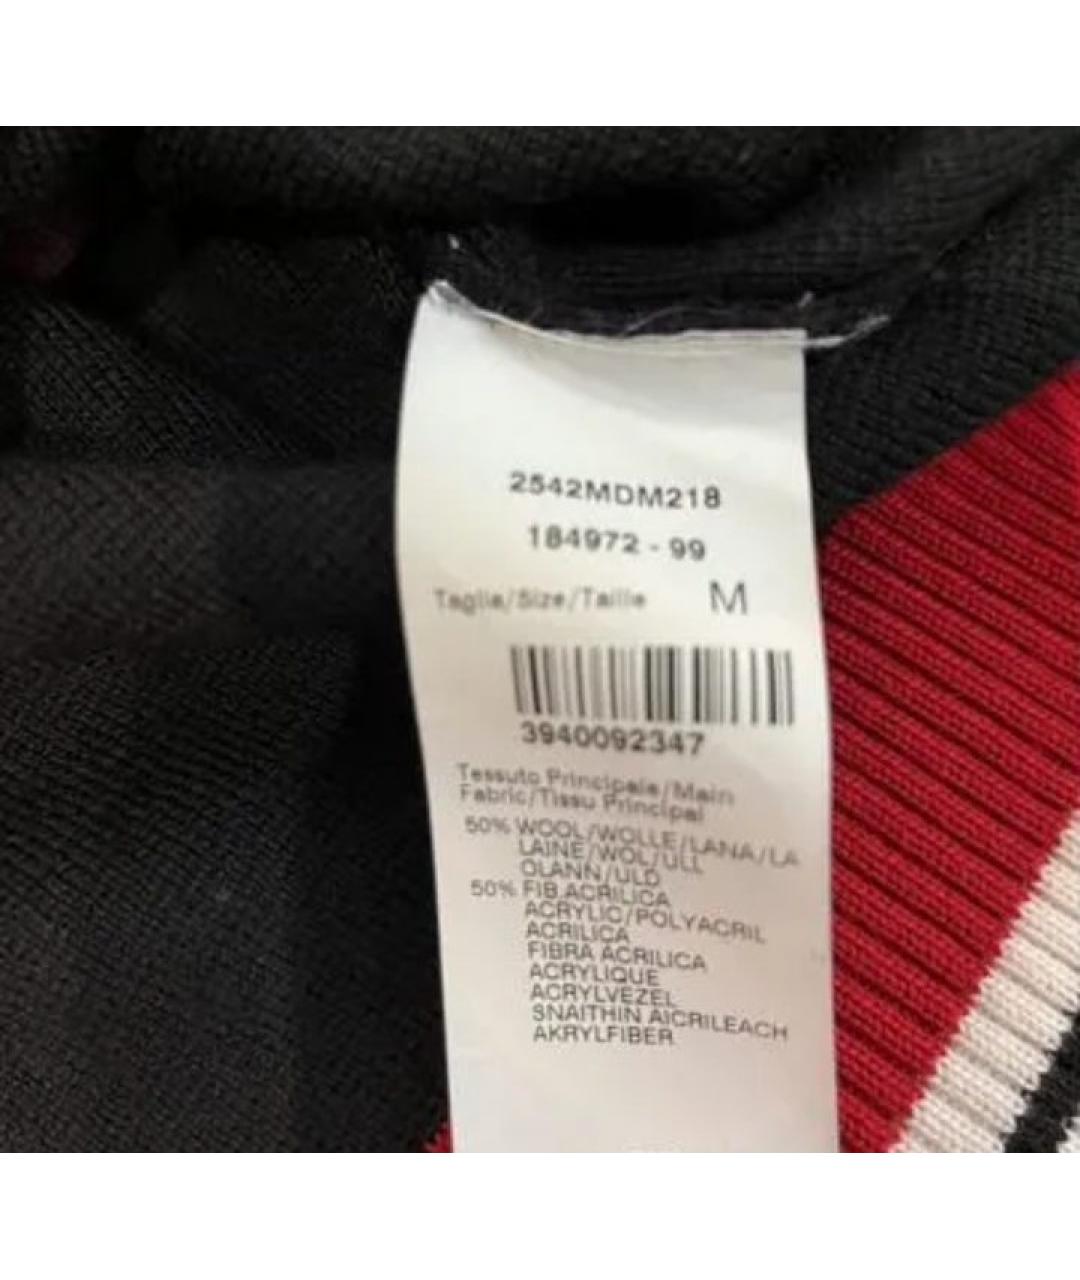 2542MDM218
184972 - 99
Taglia/Size/Taille M
3940092347
Tessuto Principale/Main
Fabric/Tissu Principal
50% WOOL/WOLLE/LANA/LA
LAINE/WOL/ULL
OLANN/ULD
50% FIB.ACRILICA
ACRYLIC/POLYACRIL
ACRILICA
FIBRA ACRILICA
ACRYLIQUE
ACRYLVEZEL
SNAITHIN AICRILEACH
AKRYLFIBER